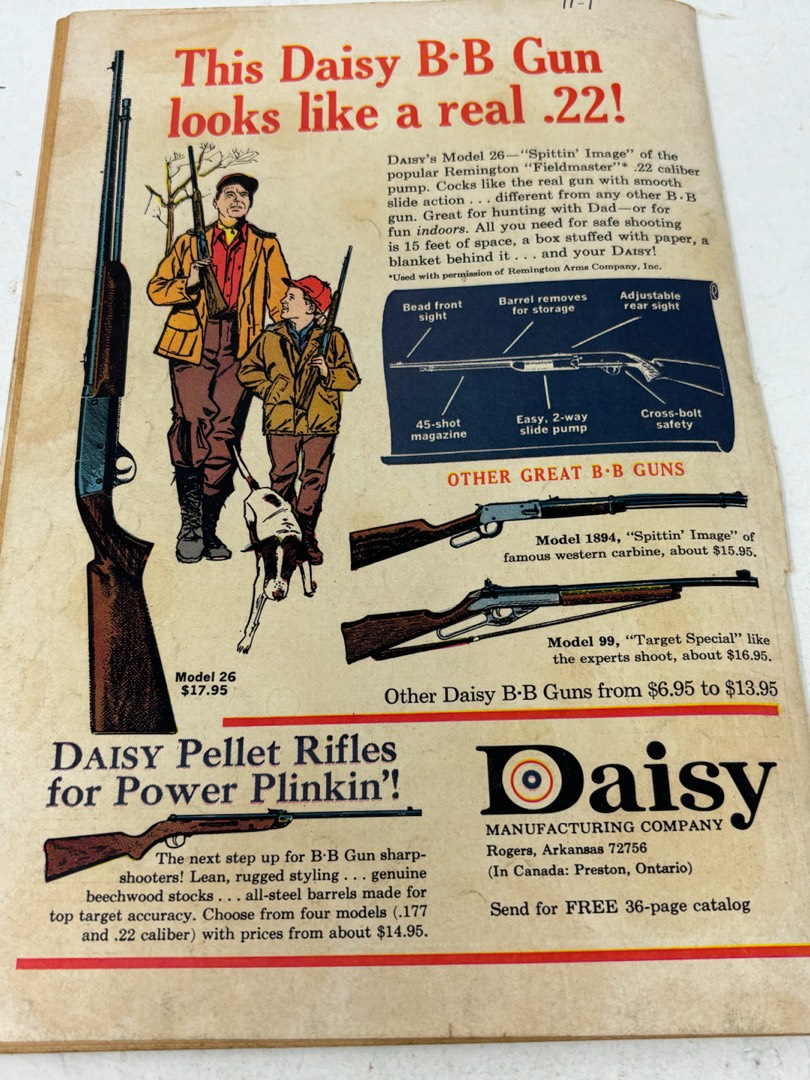 11-1
This Daisy B·B Gun
looks like a real .22!
DAISY'S Model 26—"Spittin' Image" of the
popular Remington "Fieldmaster"* .22 caliber
pump. Cocks like the real gun with smooth
slide action . . . different from any other B·B
gun. Great for hunting with Dad—or for
fun indoors. All you need for safe shooting
is 15 feet of space, a box stuffed with paper, a
blanket behind it . . . and your DAISY!
*Used with permission of Remington Arms Company, Inc.
Bead front
sight
Barrel removes
for storage
Adjustable
rear sight
45-shot
magazine
Easy, 2-way
slide pump
Cross-bolt
safety
OTHER GREAT B·B GUNS
Model 1894, "Spittin' Image" of
famous western carbine, about $15.95.
Model 99, "Target Special" like
the experts shoot, about $16.95.
Model 26
$17.95
Other Daisy B·B Guns from $6.95 to $13.95
DAISY Pellet Rifles
for Power Plinkin'!
The next step up for B·B Gun sharp-
shooters! Lean, rugged styling . . . genuine
beechwood stocks . . . all-steel barrels made for
top target accuracy. Choose from four models (.177
and .22 caliber) with prices from about $14.95.
Daisy
MANUFACTURING COMPANY
Rogers, Arkansas 72756
(In Canada: Preston, Ontario)
Send for FREE 36-page catalog